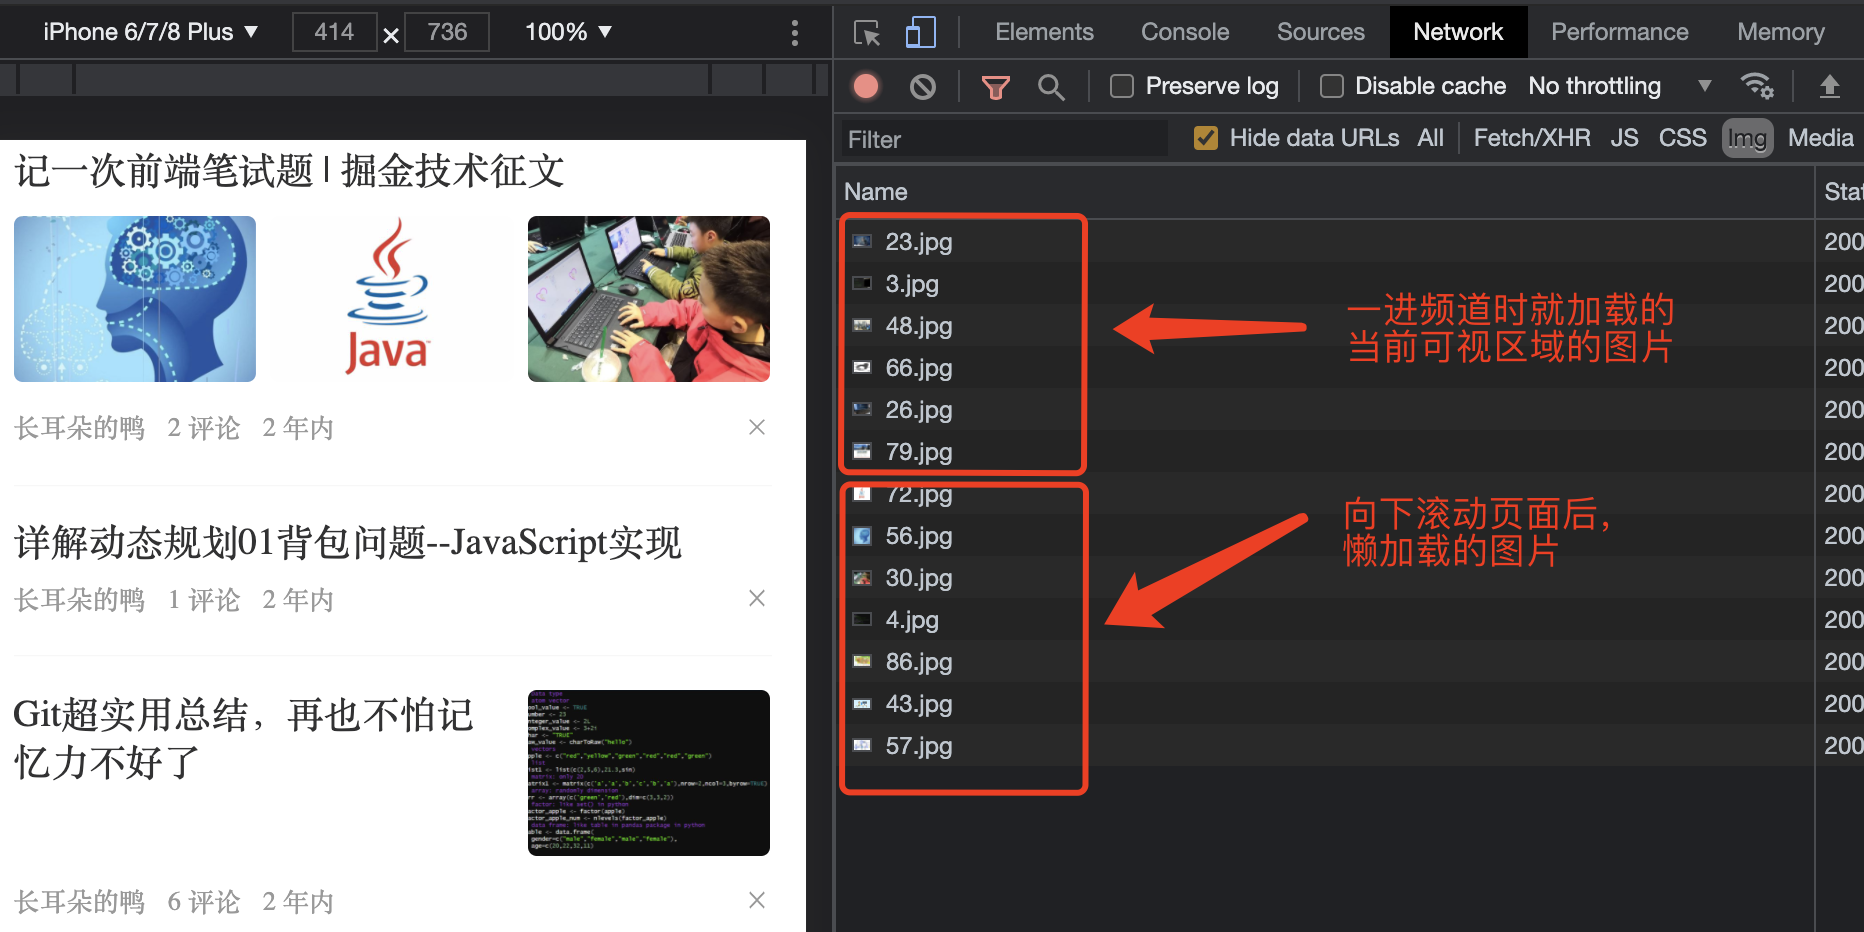 iPhone 6/7/8 Plus ▼ 414 × 736 100% ▼
Elements Console Sources Network Performance Memory
Preserve log Disable cache No throttling ▼
Filter Hide data URLs All Fetch/XHR JS CSS Img Media
Name Stat
记一次前端笔试题 | 掘金技术征文
Java
长耳朵的鸭 2 评论 2 年内 ×
详解动态规划01背包问题--JavaScript实现
长耳朵的鸭 1 评论 2 年内 ×
Git超实用总结，再也不怕记
忆力不好了
长耳朵的鸭 6 评论 2 年内 ×
23.jpg 200
3.jpg 200
48.jpg 200
66.jpg 200
26.jpg 200
79.jpg 200
72.jpg 200
56.jpg 200
30.jpg 200
4.jpg 200
86.jpg 200
43.jpg 200
57.jpg 200
一进频道时就加载的
当前可视区域的图片
向下滚动页面后，
懒加载的图片